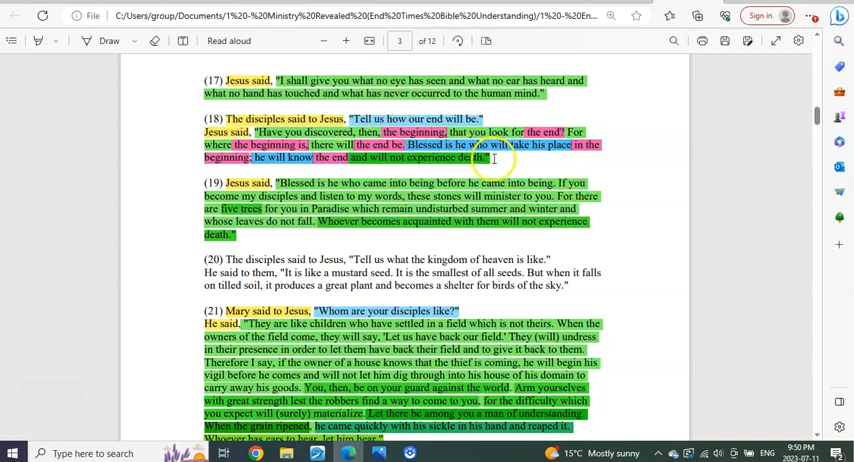 File
C:/Users/group/Documents/1%20-%20Ministry%20Revealed%20(End%20Times%20Bible%20Understanding)/1%20-%20En...
Sign in
Draw
Read aloud
3
of 12
(17) Jesus said, "I shall give you what no eye has seen and what no ear has heard and
what no hand has touched and what has never occurred to the human mind."
(18) The disciples said to Jesus, "Tell us how our end will be."
Jesus said, "Have you discovered, then, the beginning, that you look for the end? For
where the beginning is, there will the end be. Blessed is he who will take his place in the
beginning; he will know the end and will not experience death."
(19) Jesus said, "Blessed is he who came into being before he came into being. If you
become my disciples and listen to my words, these stones will minister to you. For there
are five trees for you in Paradise which remain undisturbed summer and winter and
whose leaves do not fall. Whoever becomes acquainted with them will not experience
death."
(20) The disciples said to Jesus, "Tell us what the kingdom of heaven is like."
He said to them, "It is like a mustard seed. It is the smallest of all seeds. But when it falls
on tilled soil, it produces a great plant and becomes a shelter for birds of the sky."
(21) Mary said to Jesus, "Whom are your disciples like?"
He said, "They are like children who have settled in a field which is not theirs. When the
owners of the field come, they will say, 'Let us have back our field.' They (will) undress
in their presence in order to let them have back their field and to give it back to them.
Therefore I say, if the owner of a house knows that the thief is coming, he will begin his
vigil before he comes and will not let him dig through into his house of his domain to
carry away his goods. You, then, be on your guard against the world. Arm yourselves
with great strength lest the robbers find a way to come to you, for the difficulty which
you expect will (surely) materialize. Let there be among you a man of understanding.
When the grain ripened, he came quickly with his sickle in his hand and reaped it.
Whoever has ears to hear, let him hear."
Type here to search
15°C Mostly sunny
ENG
9:50 PM
2023-07-11